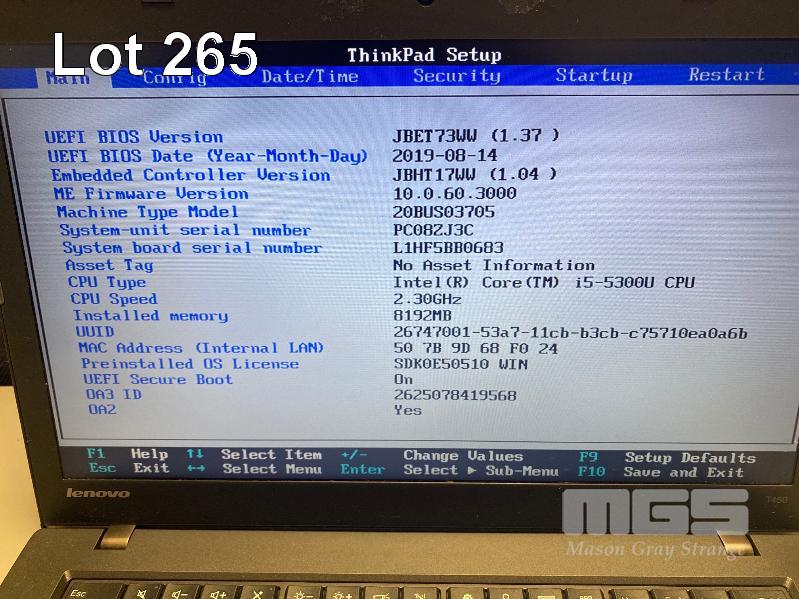 Lot 265
ThinkPad Setup
Main Config Date/Time Security Startup Restart
UEFI BIOS Version JBET73WW (1.37 )
UEFI BIOS Date (Year-Month-Day) 2019-08-14
Embedded Controller Version JBHT17WW (1.04 )
ME Firmware Version 10.0.60.3000
Machine Type Model 20BUS03705
System-unit serial number PC08ZJ3C
System board serial number L1HF5BB0683
Asset Tag No Asset Information
CPU Type Intel(R) Core(TM) i5-5300U CPU
CPU Speed 2.30GHz
Installed memory 8192MB
UUID 26747001-53a7-11cb-b3cb-c75710ea0a6b
MAC Address (Internal LAN) 50 7B 9D 68 F0 24
Preinstalled OS License SDK0E50510 WIN
UEFI Secure Boot On
OA3 ID 2625078419568
OA2 Yes
F1 Help ↑↓ Select Item +/- Change Values F9 Setup Defaults
Esc Exit ↔ Select Menu Enter Select ▶ Sub-Menu F10 Save and Exit
lenovo T450
MGS
Mason Gray Strange
Esc